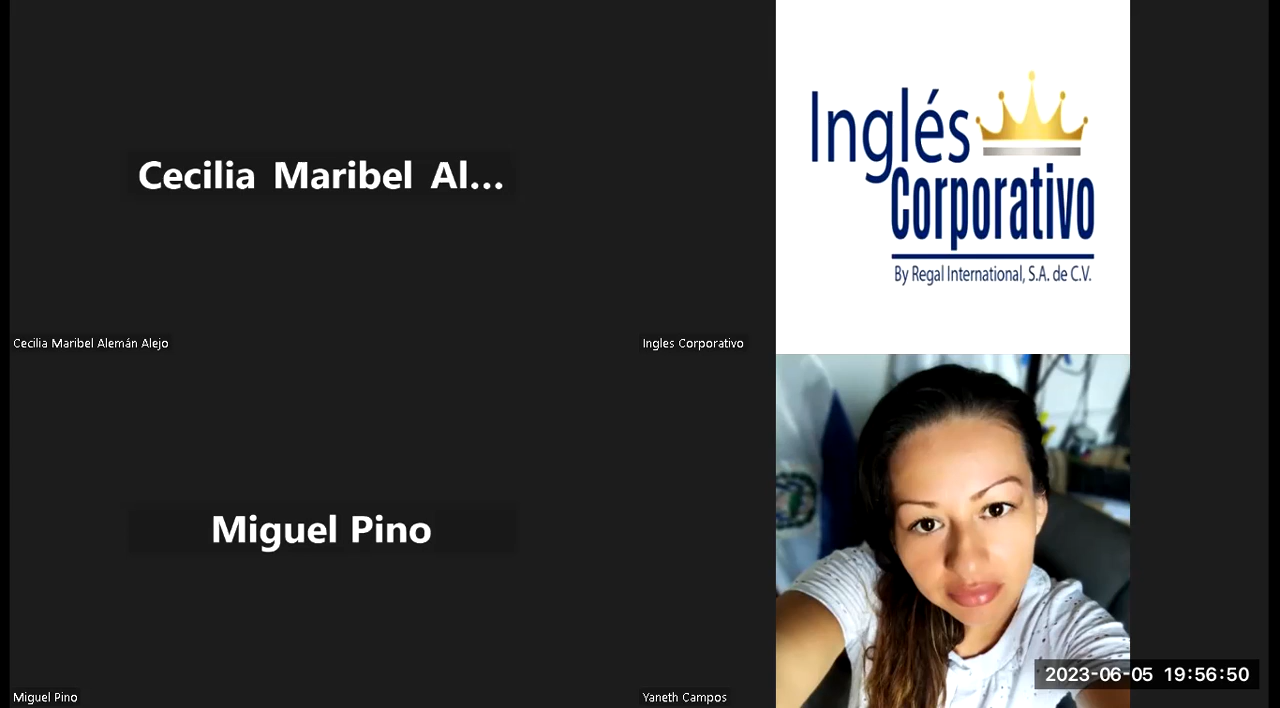 Cecilia Maribel Al...
Inglés
Corporativo
By Regal International, S.A. de C.V.
Cecilia Maribel Alemán Alejo
Ingles Corporativo
Miguel Pino
Miguel Pino
Yaneth Campos
2023-06-05 19:56:50